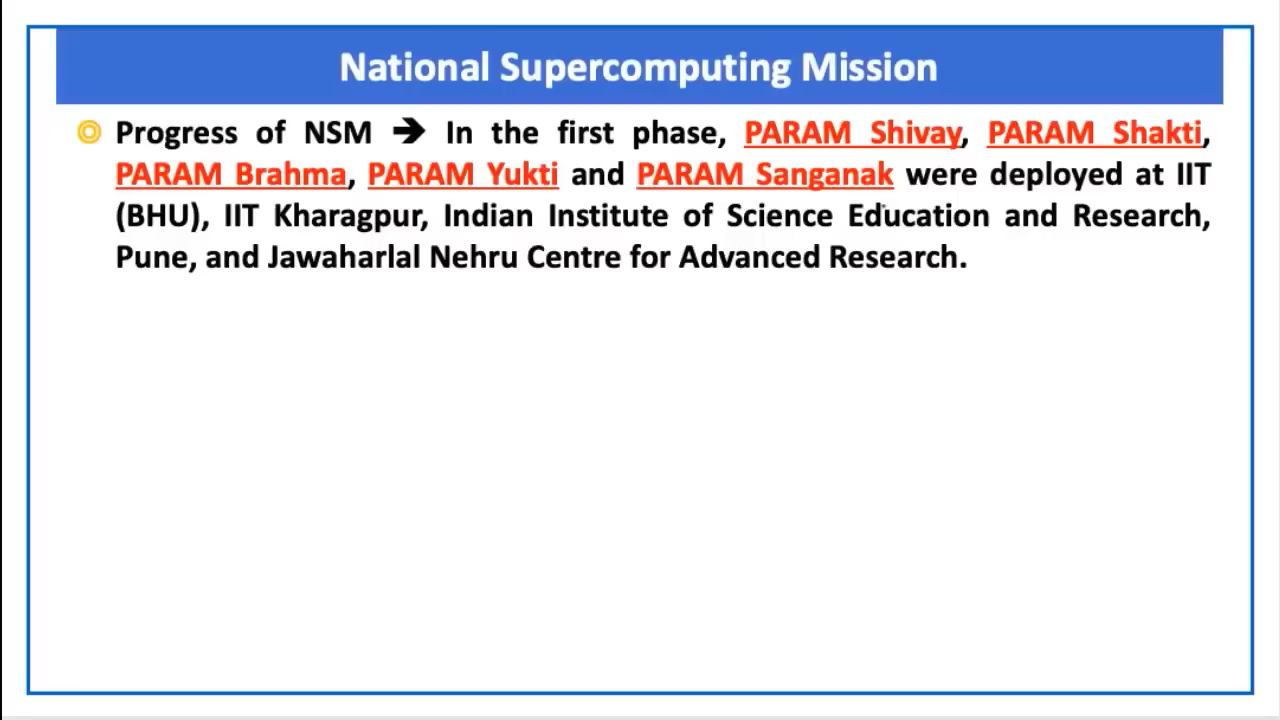 National Supercomputing Mission
Progress of NSM ➔ In the first phase, PARAM Shivay, PARAM Shakti,
PARAM Brahma, PARAM Yukti and PARAM Sanganak were deployed at IIT
(BHU), IIT Kharagpur, Indian Institute of Science Education and Research,
Pune, and Jawaharlal Nehru Centre for Advanced Research.